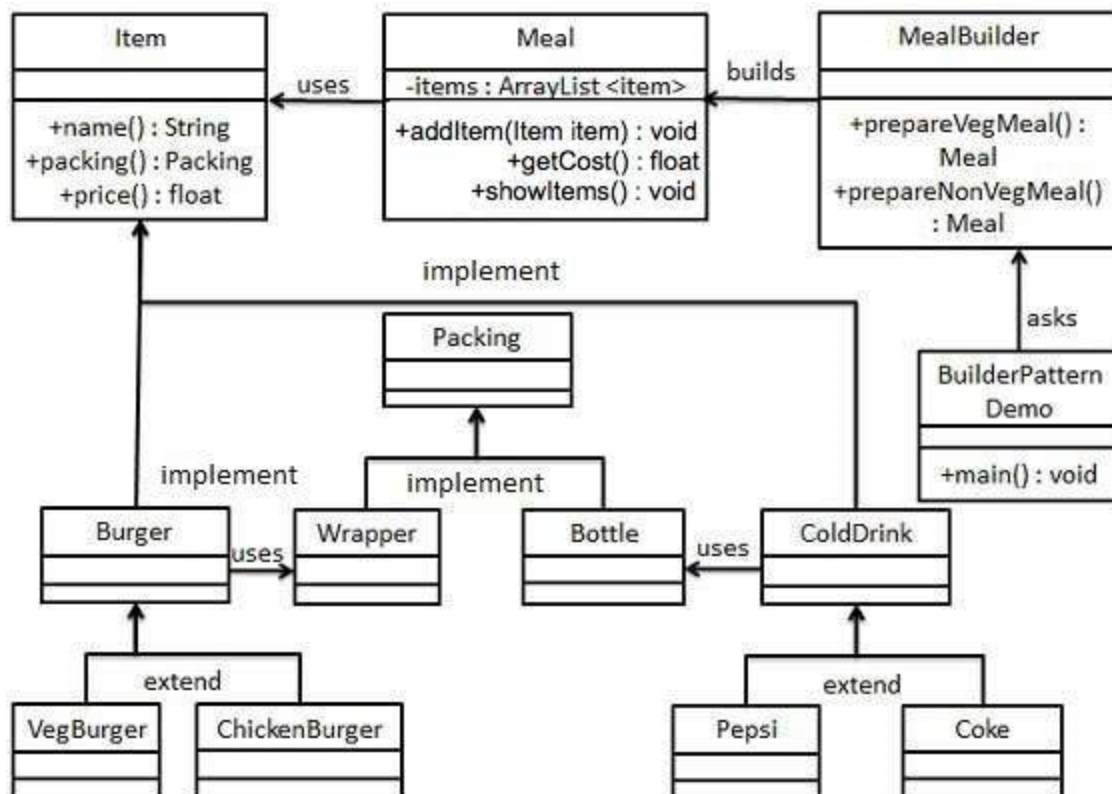 Item
+name() : String
+packing() : Packing
+price() : float
uses
Meal
-items : ArrayList <item>
+addItem(Item item) : void
+getCost() : float
+showItems() : void
builds
MealBuilder
+prepareVegMeal() :
Meal
+prepareNonVegMeal()
: Meal
implement
asks
BuilderPattern
Demo
+main() : void
Packing
implement
implement
Burger
uses
Wrapper
Bottle
uses
ColdDrink
extend
extend
VegBurger
ChickenBurger
Pepsi
Coke